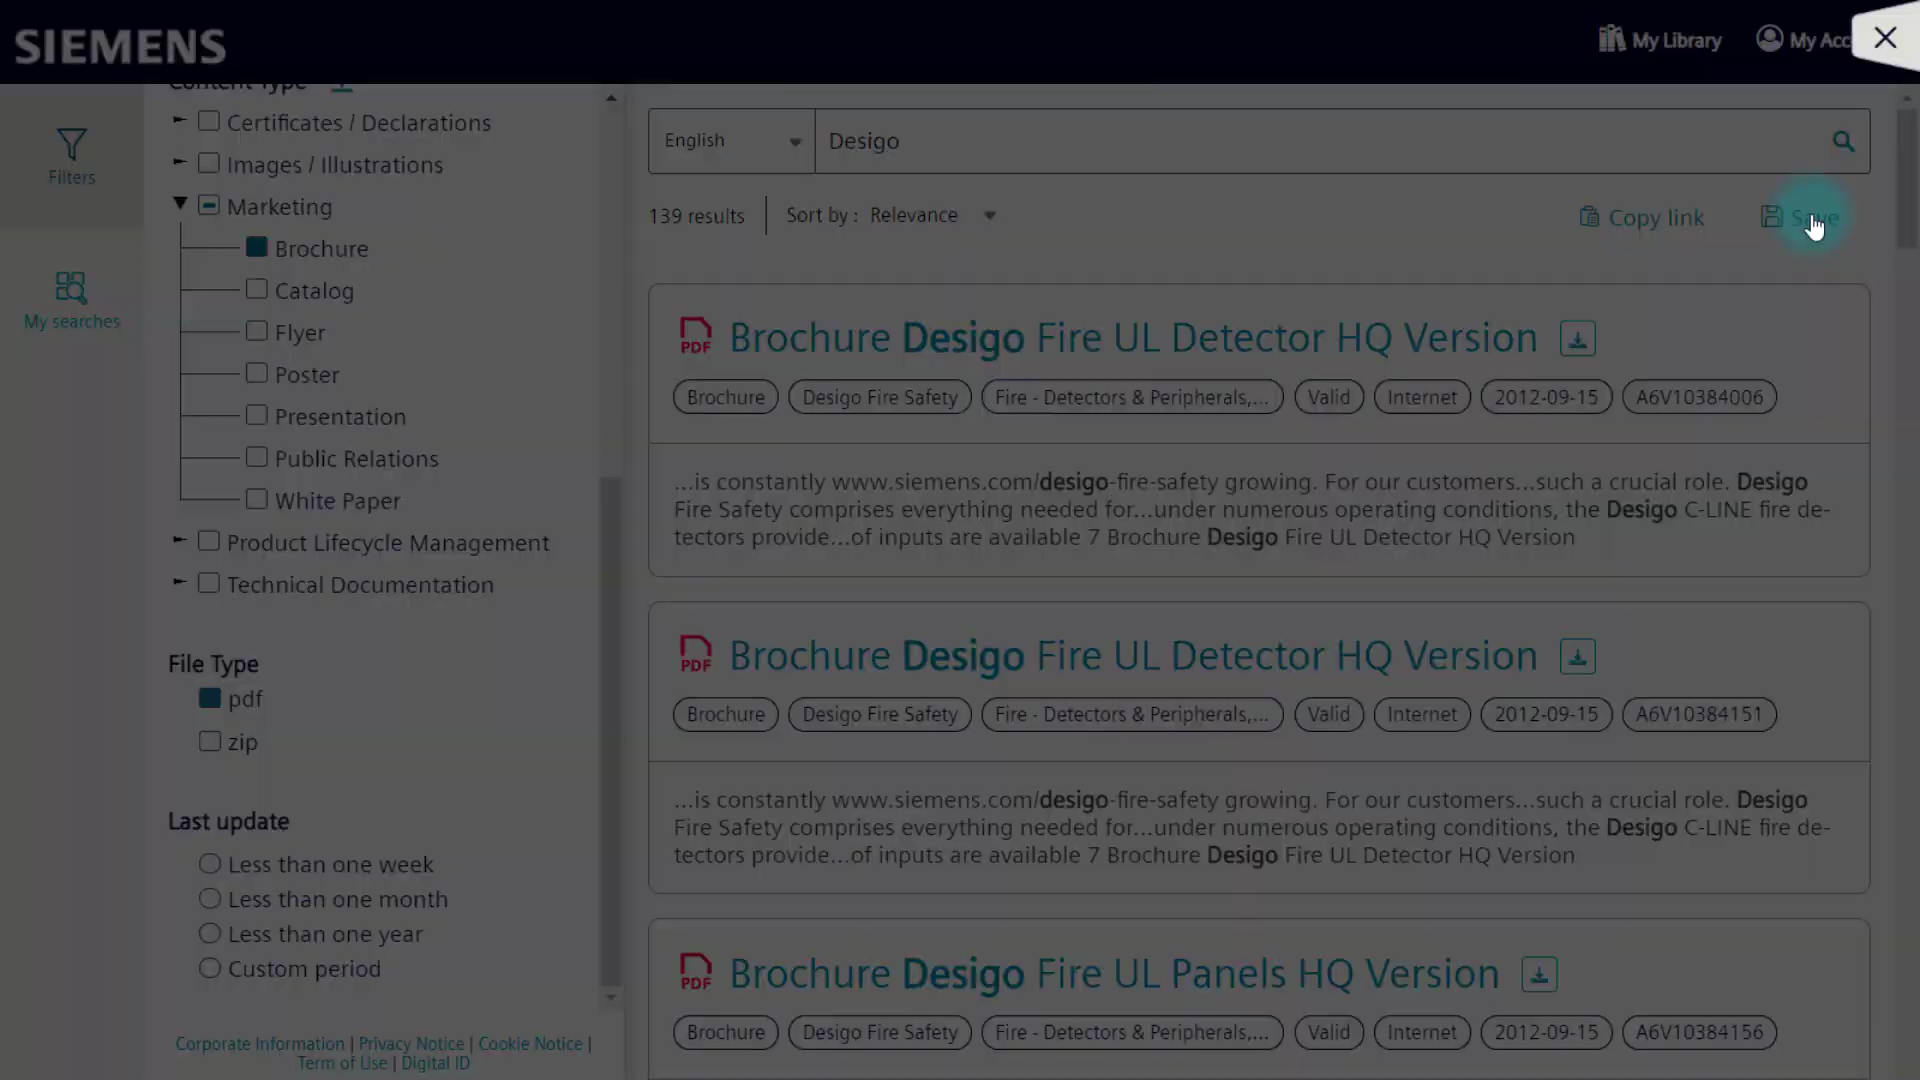 SIEMENS
My Library
My Acc
Filters
My searches
Content Type
Certificates / Declarations
Images / Illustrations
Marketing
Brochure
Catalog
Flyer
Poster
Presentation
Public Relations
White Paper
Product Lifecycle Management
Technical Documentation
File Type
pdf
zip
Last update
Less than one week
Less than one month
Less than one year
Custom period
Corporate Information | Privacy Notice | Cookie Notice |
Term of Use | Digital ID
English
Desigo
139 results
Sort by : Relevance
Copy link
Save
PDF
Brochure Desigo Fire UL Detector HQ Version
Brochure
Desigo Fire Safety
Fire - Detectors & Peripherals,...
Valid
Internet
2012-09-15
A6V10384006
...is constantly www.siemens.com/desigo-fire-safety growing. For our customers...such a crucial role. Desigo
Fire Safety comprises everything needed for...under numerous operating conditions, the Desigo C-LINE fire de-
tectors provide...of inputs are available 7 Brochure Desigo Fire UL Detector HQ Version
PDF
Brochure Desigo Fire UL Detector HQ Version
Brochure
Desigo Fire Safety
Fire - Detectors & Peripherals,...
Valid
Internet
2012-09-15
A6V10384151
...is constantly www.siemens.com/desigo-fire-safety growing. For our customers...such a crucial role. Desigo
Fire Safety comprises everything needed for...under numerous operating conditions, the Desigo C-LINE fire de-
tectors provide...of inputs are available 7 Brochure Desigo Fire UL Detector HQ Version
PDF
Brochure Desigo Fire UL Panels HQ Version
Brochure
Desigo Fire Safety
Fire - Detectors & Peripherals,...
Valid
Internet
2012-09-15
A6V10384156